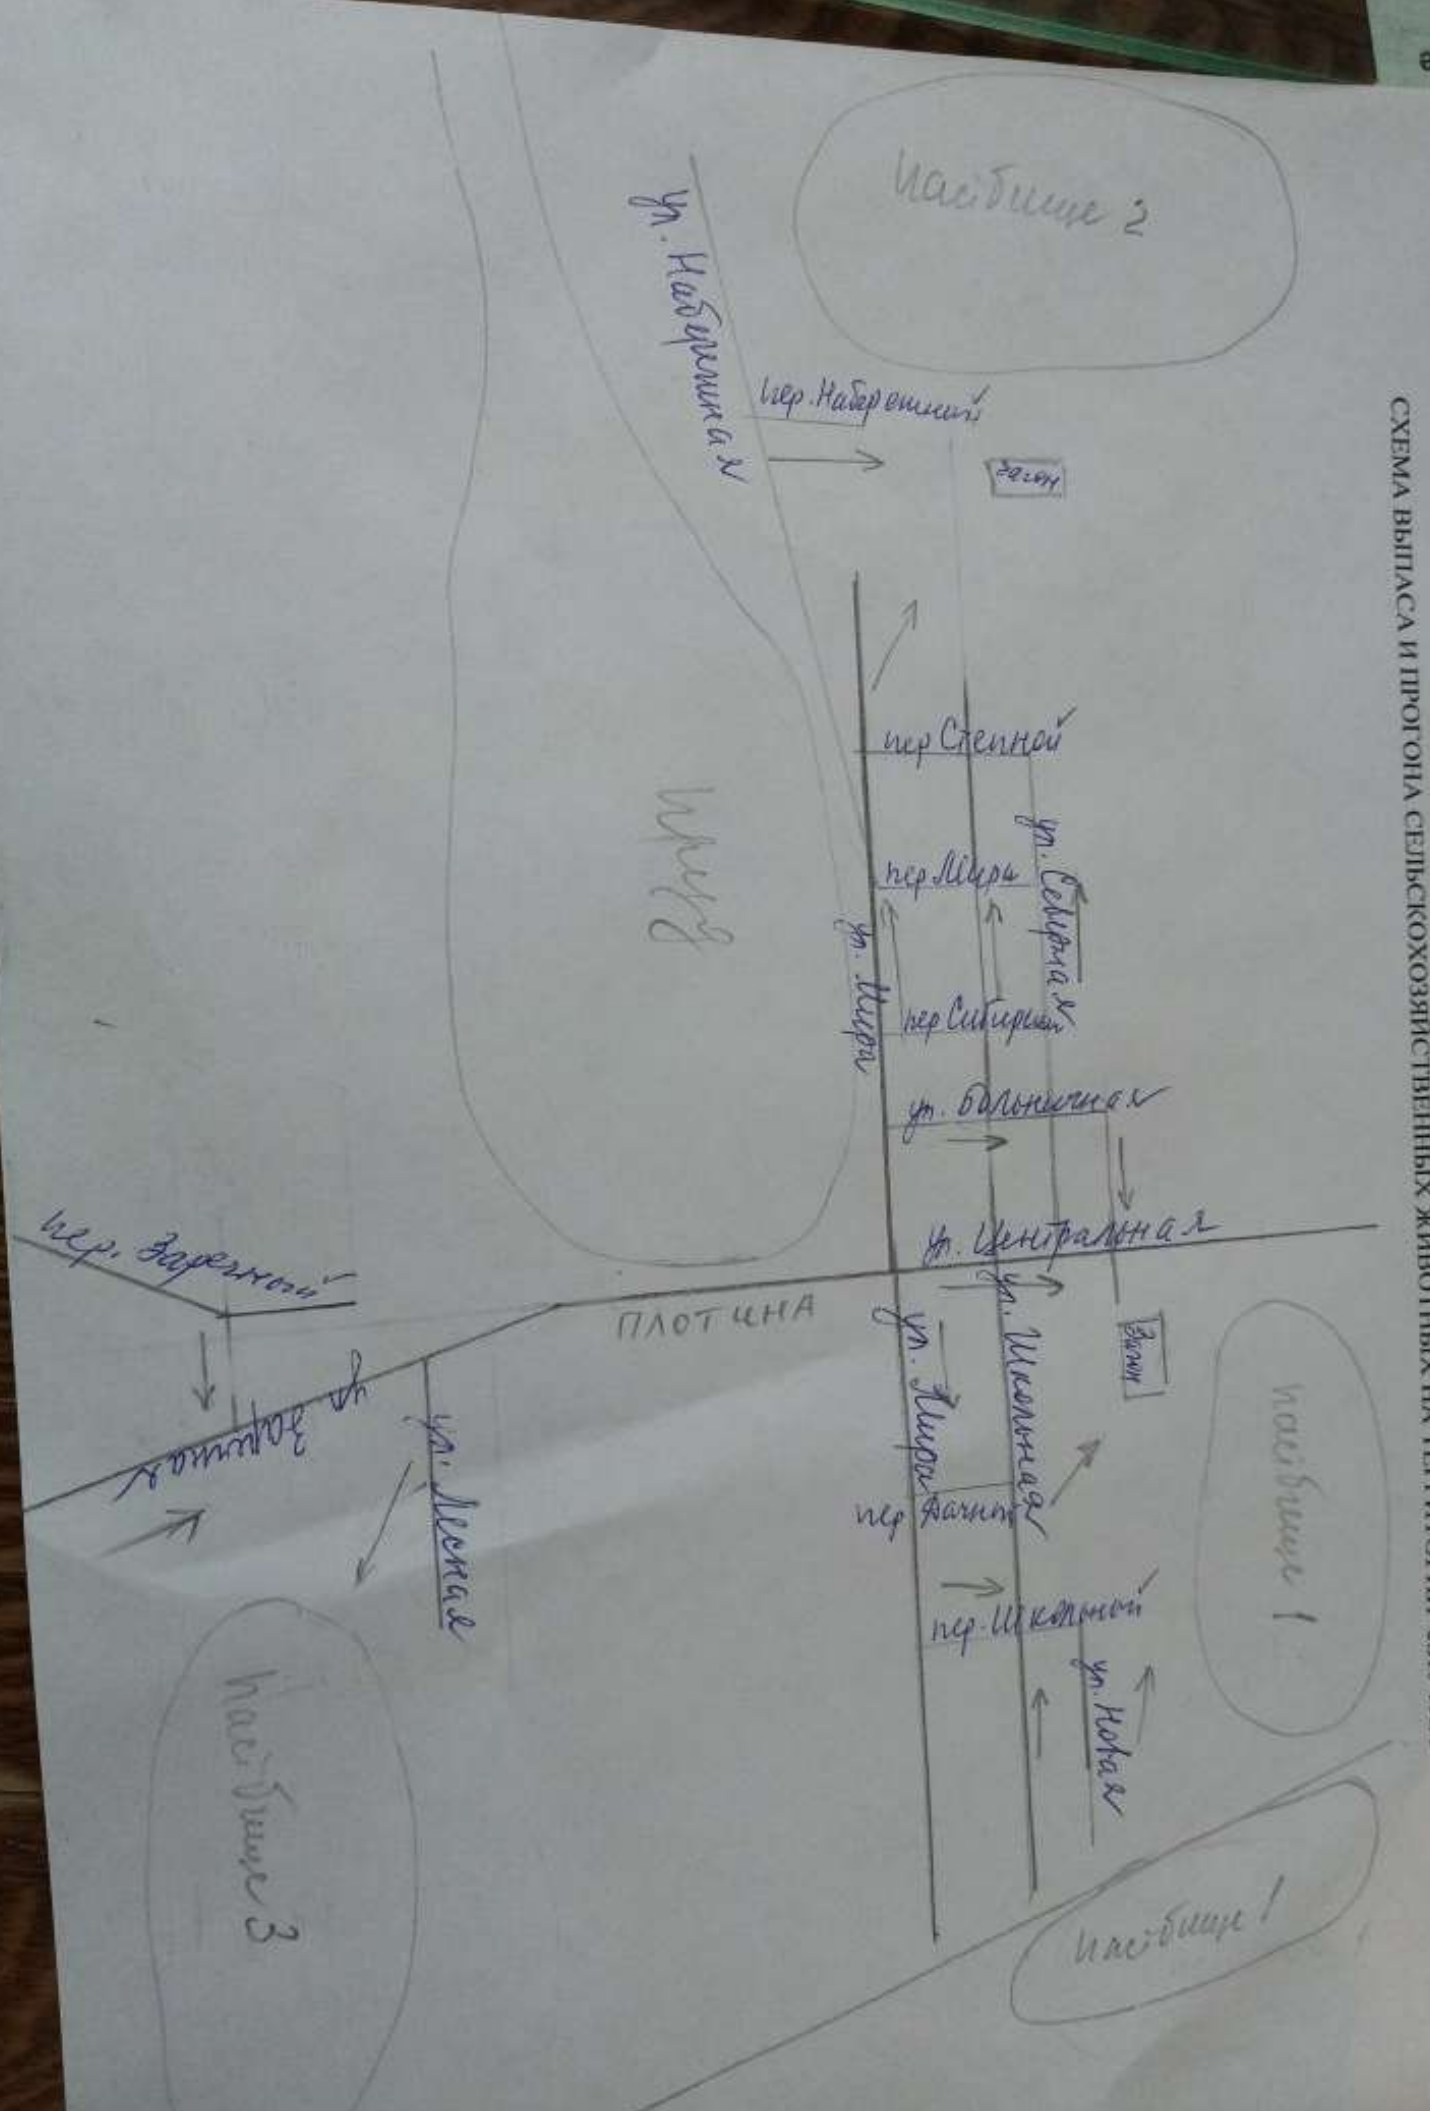 СХЕМА ВЫПАСА И ПРОГОНА СЕЛЬСКОХОЗЯЙСТВЕННЫХ ЖИВОТНЫХ НА ТЕРРИТОРИИ
Пастбище 2
Загон
пер. Набережный
ул. Набережная
пер Степной
ул. Северная
пер Мира
ул. Мира
пер Сибирский
ул. Больничная
ул. Центральная
Пруд
ПЛОТИНА
Загон
Пастбище 1
ул. Школьная
ул. Мира
пер Дачный
пер. Школьный
ул. Новая
Пастбище 1
пер. Заречный
ул Заречная
ул. Лесная
Пастбище 3